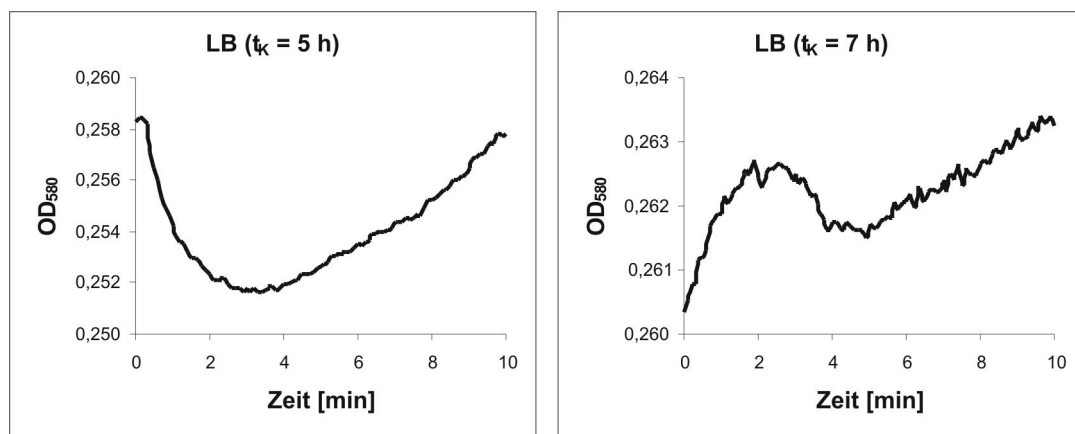 LB (tK = 5 h)
0,260
0,258
0,256
0,254
0,252
0,250
OD580
0 2 4 6 8 10
Zeit [min]
LB (tK = 7 h)
0,264
0,263
0,262
0,261
0,260
OD580
0 2 4 6 8 10
Zeit [min]